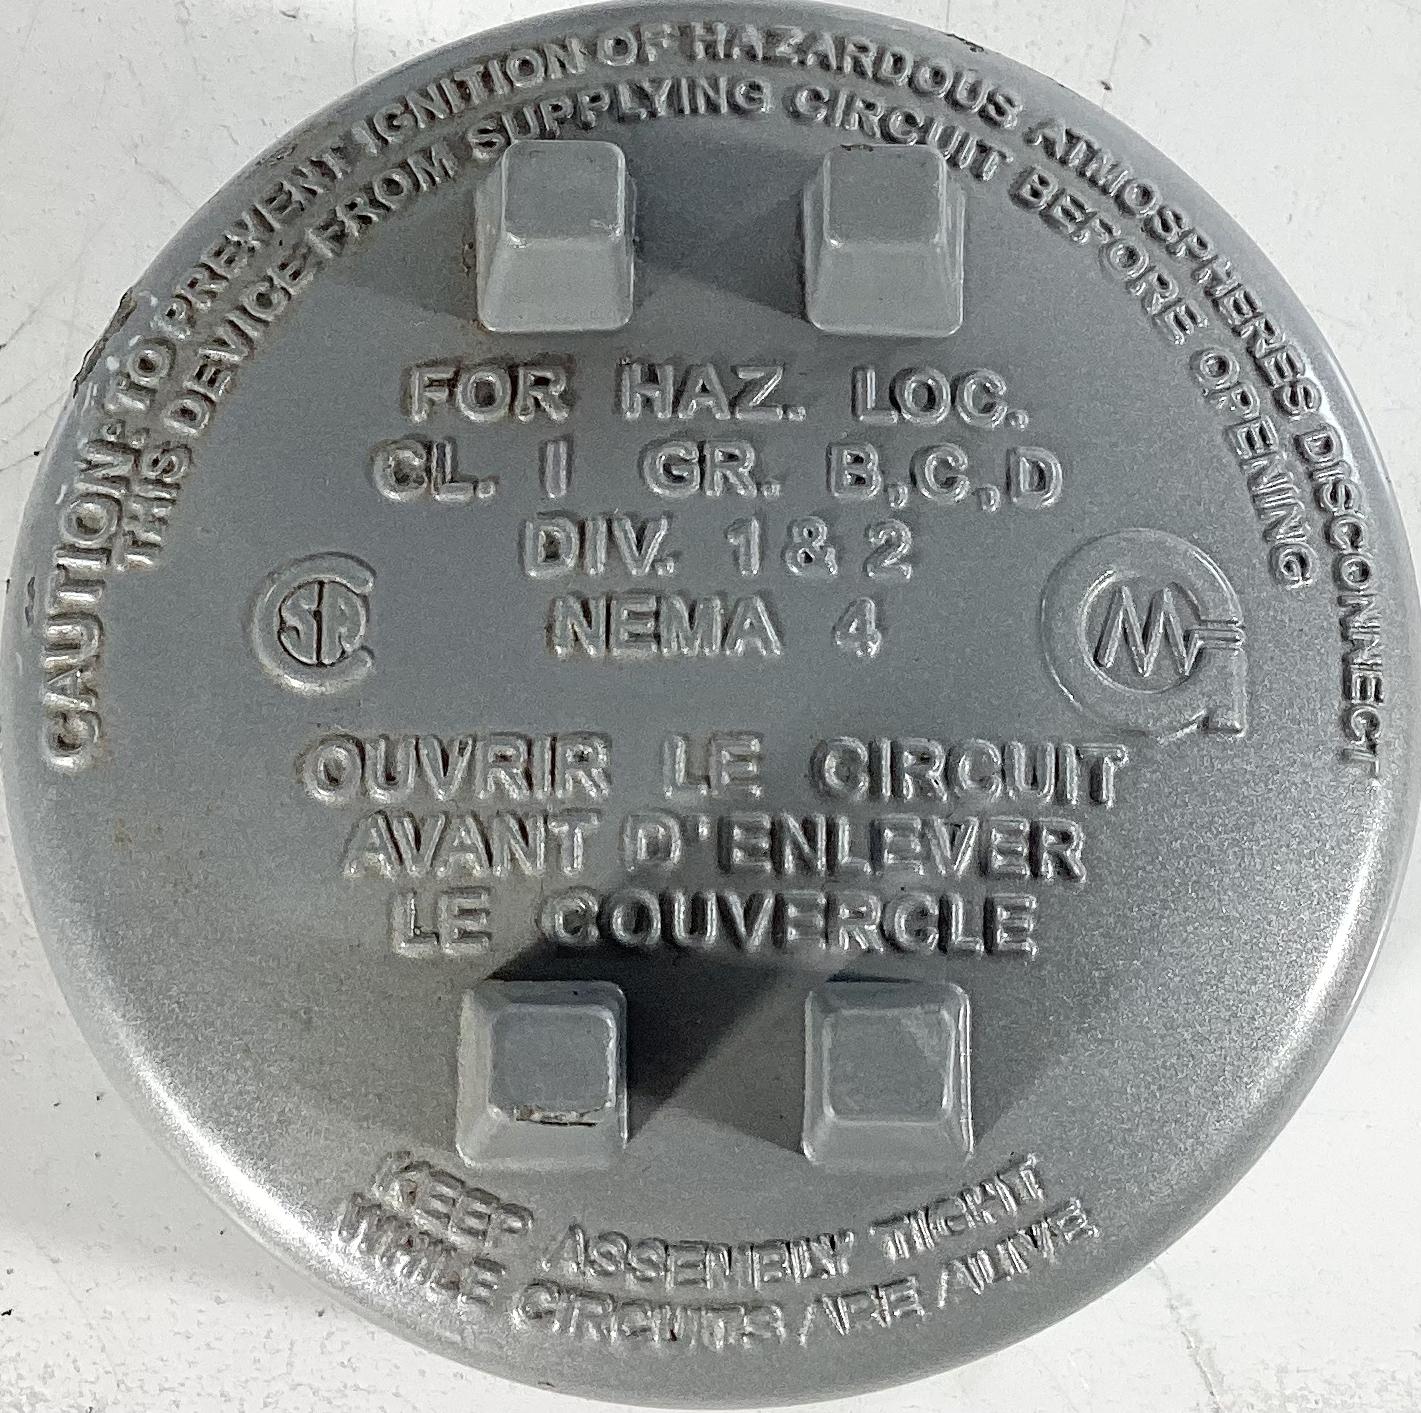 CAUTION: TO PREVENT IGNITION OF HAZARDOUS ATMOSPHERES DISCONNECT
THIS DEVICE FROM SUPPLYING CIRCUIT BEFORE OPENING
FOR HAZ. LOC.
CL. I GR. B,C,D
DIV. 1 & 2
NEMA 4
CSA
OUVRIR LE CIRCUIT
AVANT D'ENLEVER
LE COUVERCLE
KEEP ASSEMBLY TIGHT
WHILE CIRCUITS ARE ALIVE